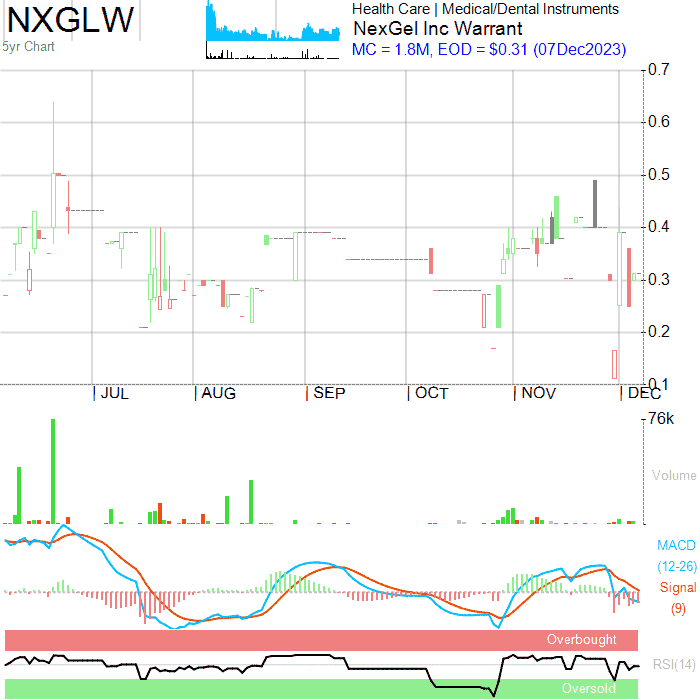 NXGLW
5yr Chart
Health Care | Medical/Dental Instruments
NexGel Inc Warrant
MC = 1.8M, EOD = $0.31 (07Dec2023)
0.7
0.6
0.5
0.4
0.3
0.2
0.1
JUL
AUG
SEP
OCT
NOV
DEC
76k
Volume
MACD
(12-26)
Signal
(9)
Overbought
RSI(14)
Oversold